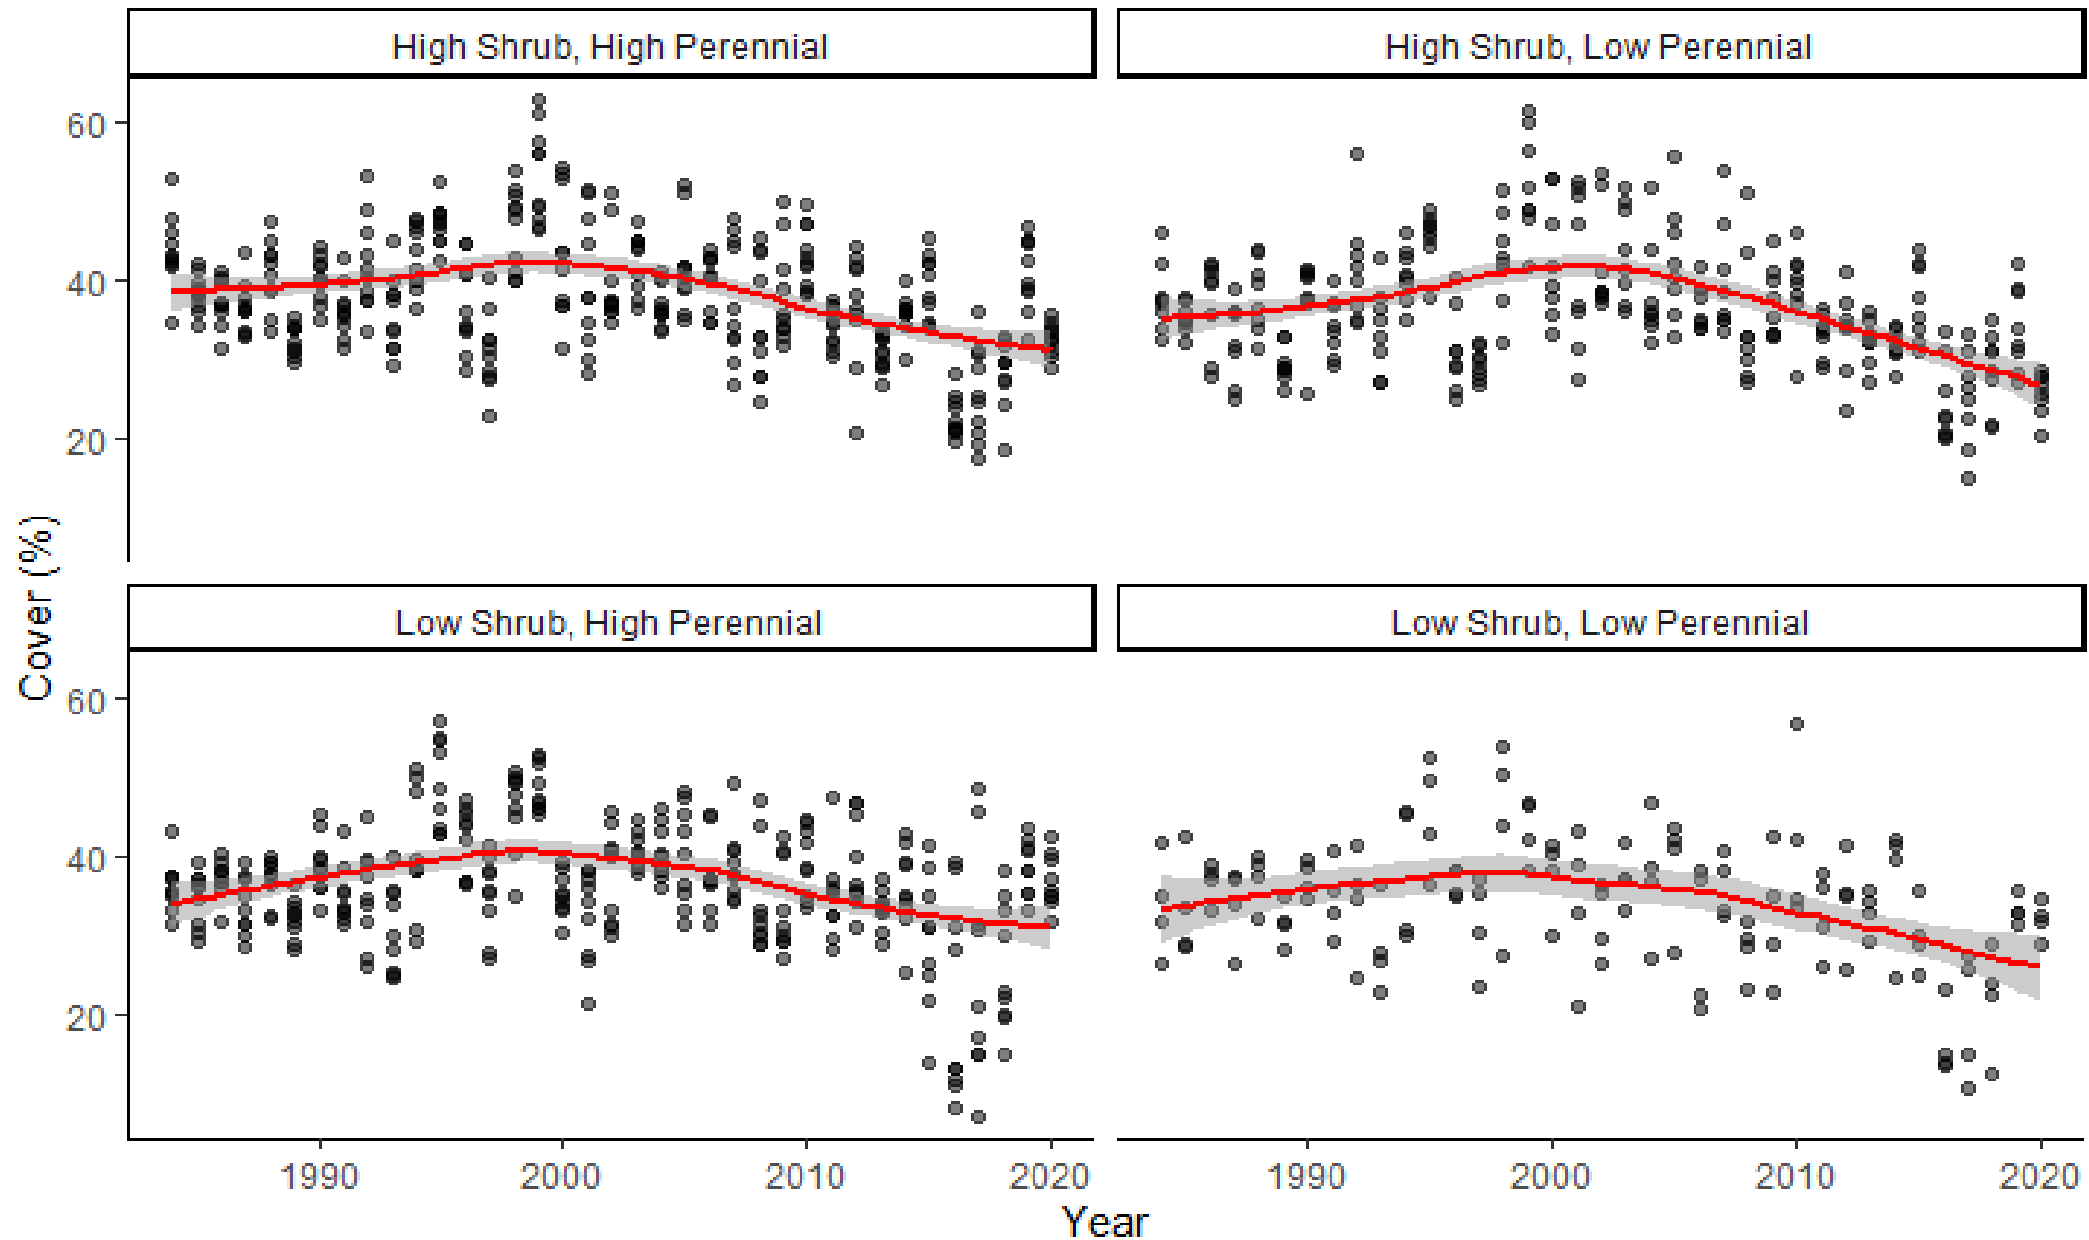 High Shrub, High Perennial
High Shrub, Low Perennial
60
40
20
Cover (%)
Low Shrub, High Perennial
Low Shrub, Low Perennial
60
40
20
1990 2000 2010 2020 1990 2000 2010 2020
Year